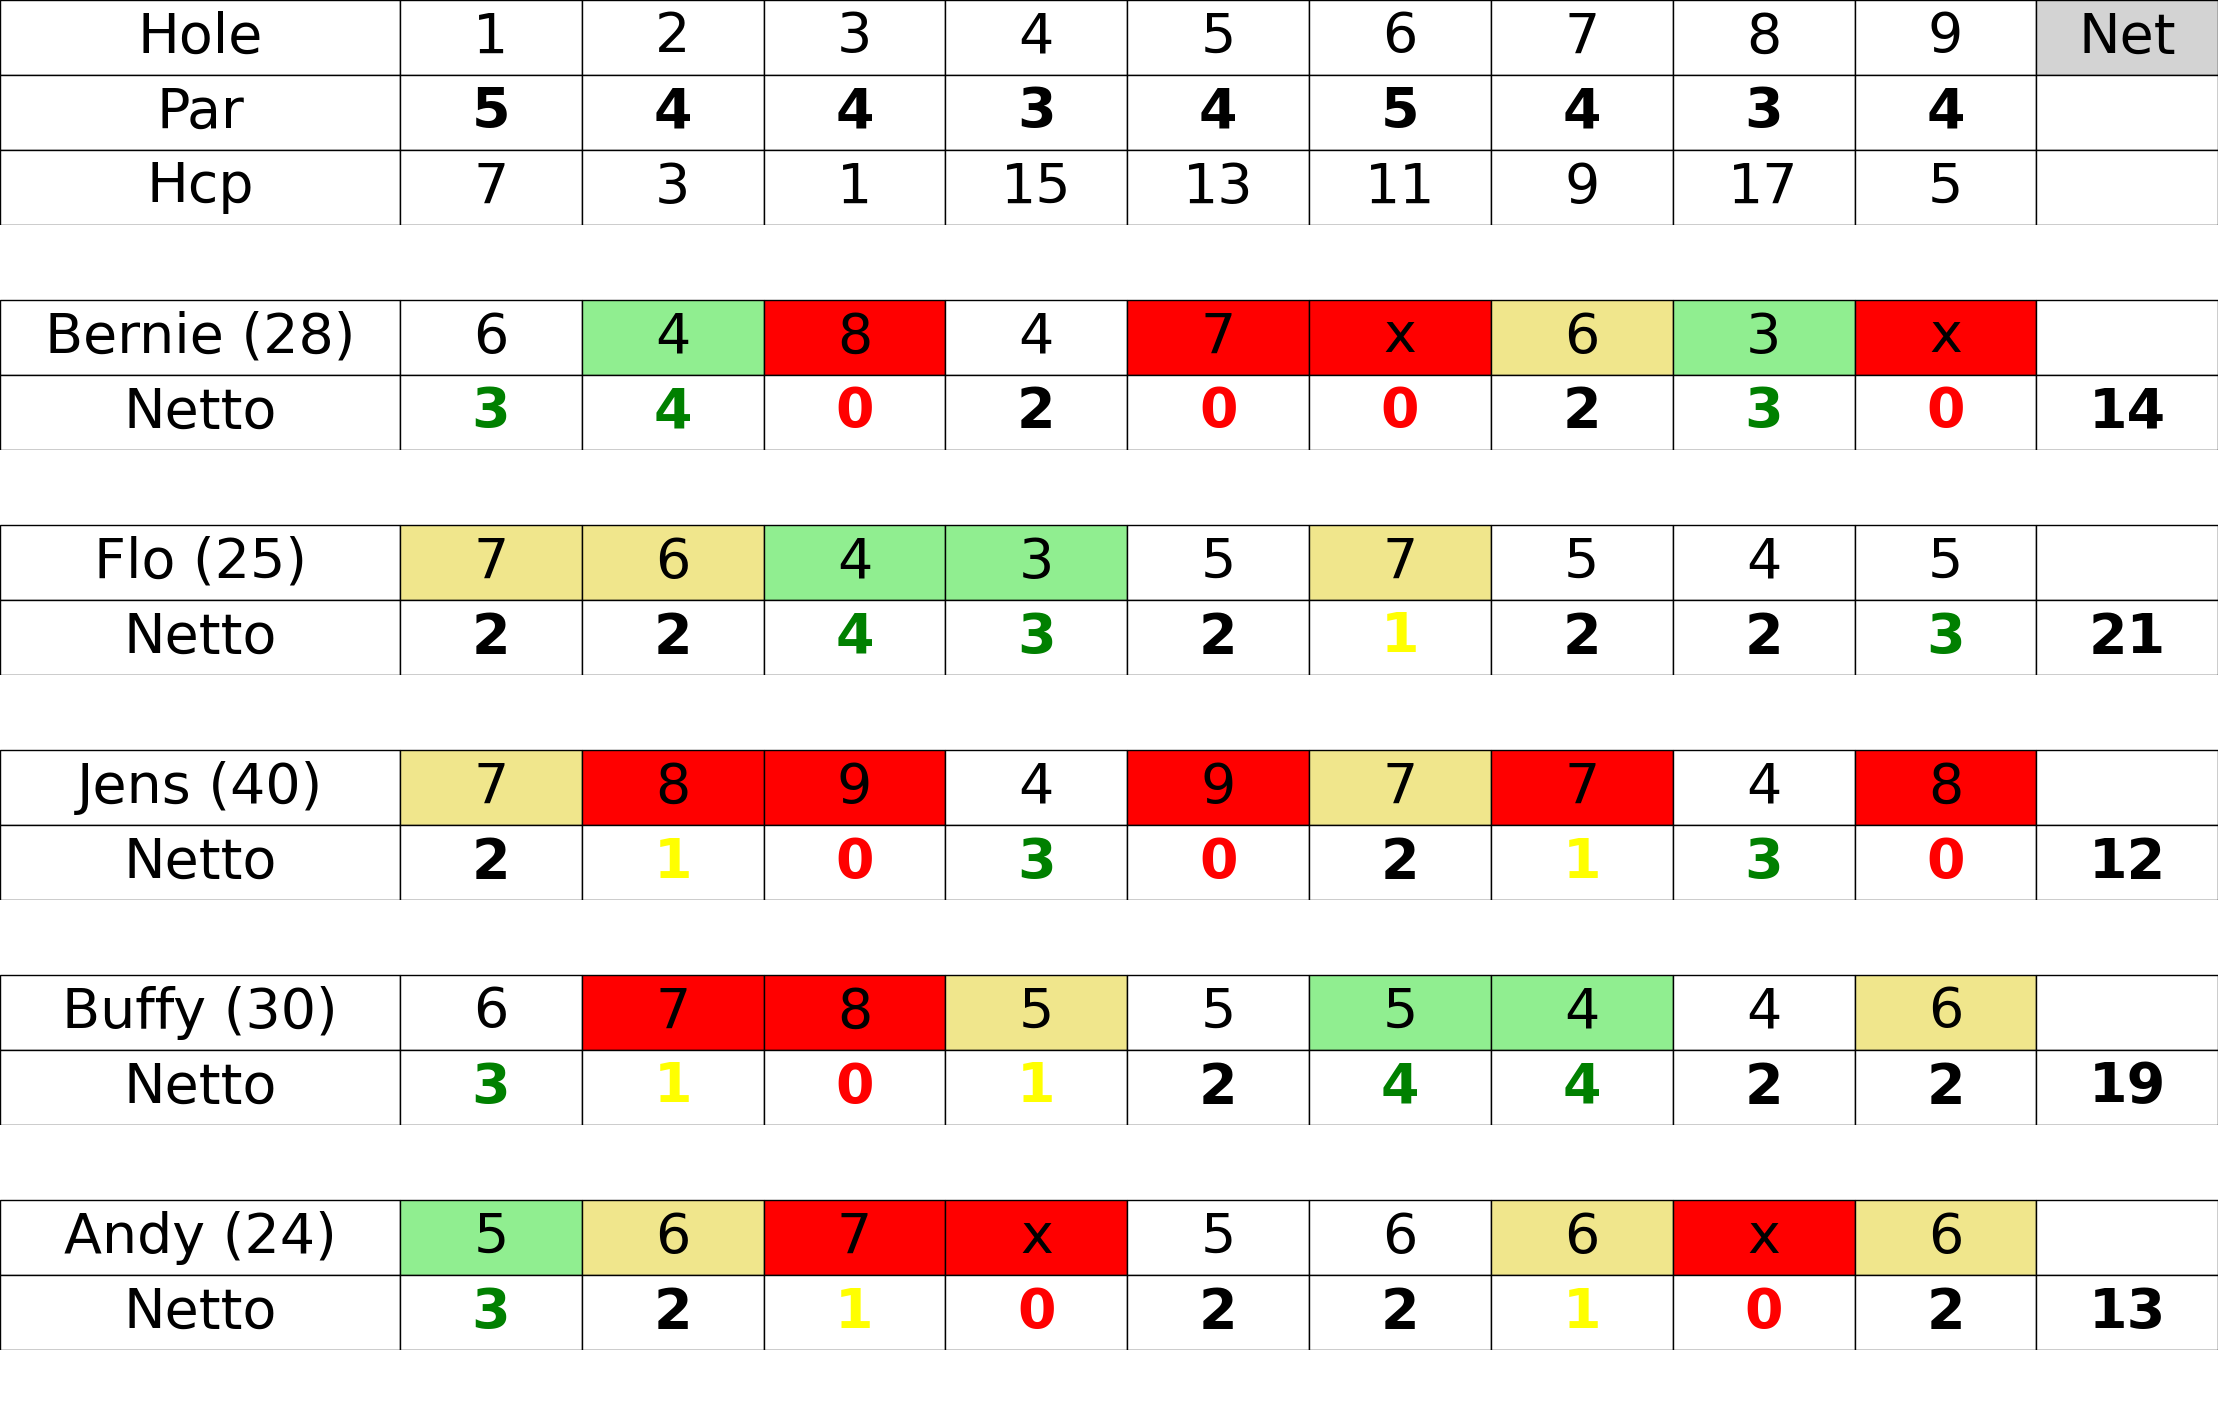 Hole 1 2 3 4 5 6 7 8 9 Net
Par 5 4 4 3 4 5 4 3 4
Hcp 7 3 1 15 13 11 9 17 5
Bernie (28) 6 4 8 4 7 x 6 3 x
Netto 3 4 0 2 0 0 2 3 0 14
Flo (25) 7 6 4 3 5 7 5 4 5
Netto 2 2 4 3 2 1 2 2 3 21
Jens (40) 7 8 9 4 9 7 7 4 8
Netto 2 1 0 3 0 2 1 3 0 12
Buffy (30) 6 7 8 5 5 5 4 4 6
Netto 3 1 0 1 2 4 4 2 2 19
Andy (24) 5 6 7 x 5 6 6 x 6
Netto 3 2 1 0 2 2 1 0 2 13